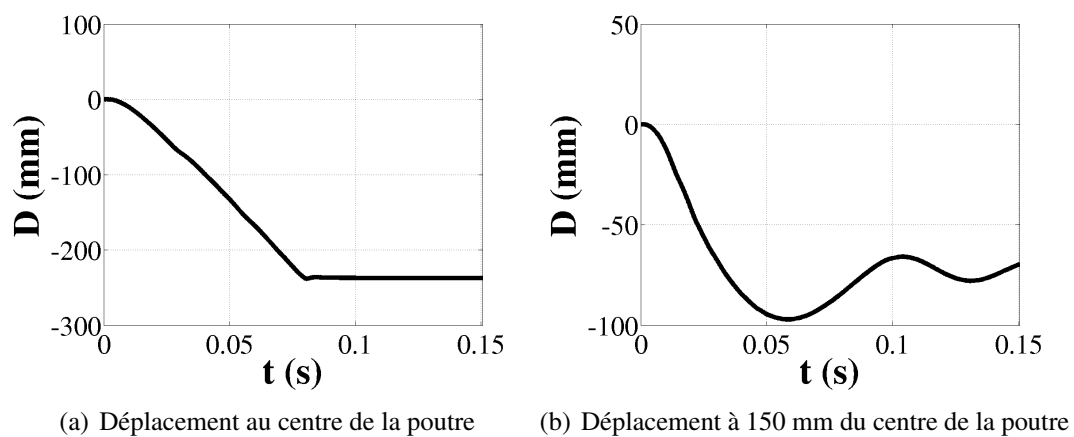 100
0
-100
-200
-300
D (mm)
0
0.05
0.1
0.15
t (s)
(a) Déplacement au centre de la poutre
50
0
-50
-100
D (mm)
0
0.05
0.1
0.15
t (s)
(b) Déplacement à 150 mm du centre de la poutre